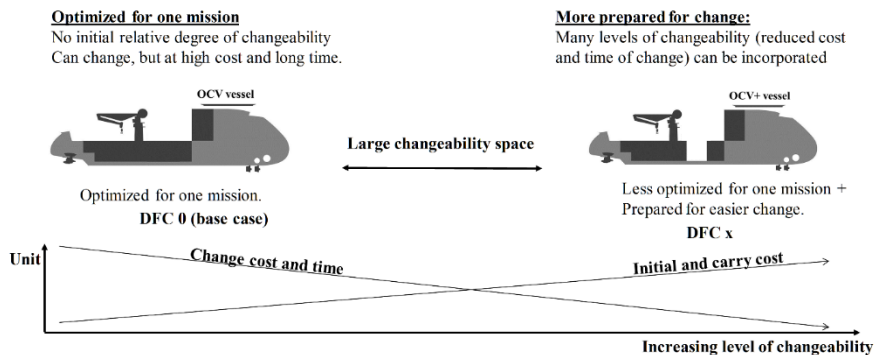 Optimized for one mission
No initial relative degree of changeability
Can change, but at high cost and long time.
More prepared for change:
Many levels of changeability (reduced cost
and time of change) can be incorporated
OCV vessel
OCV+ vessel
Large changeability space
Optimized for one mission.
DFC 0 (base case)
Less optimized for one mission +
Prepared for easier change.
DFC x
Unit
Change cost and time
Initial and carry cost
Increasing level of changeability